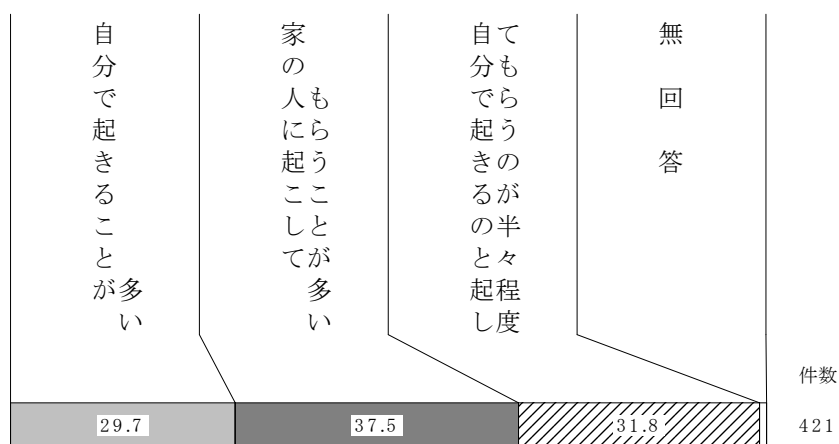 自分で起きることが
多い
家の人に起こして
もらうことが多い
自分で起きるのと起し
てもらうのが半々程度
無回答
件数
29.7
37.5
31.8
421